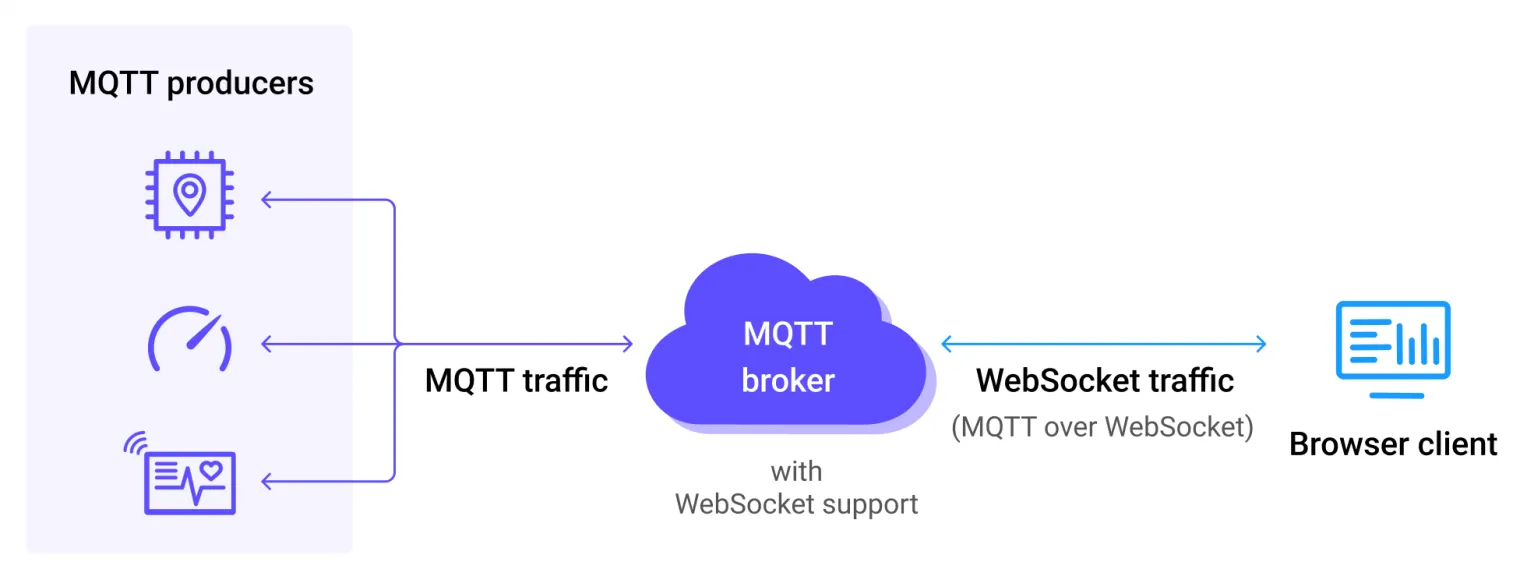 MQTT producers
MQTT traffic
MQTT
broker
with
WebSocket support
WebSocket traffic
(MQTT over WebSocket)
Browser client